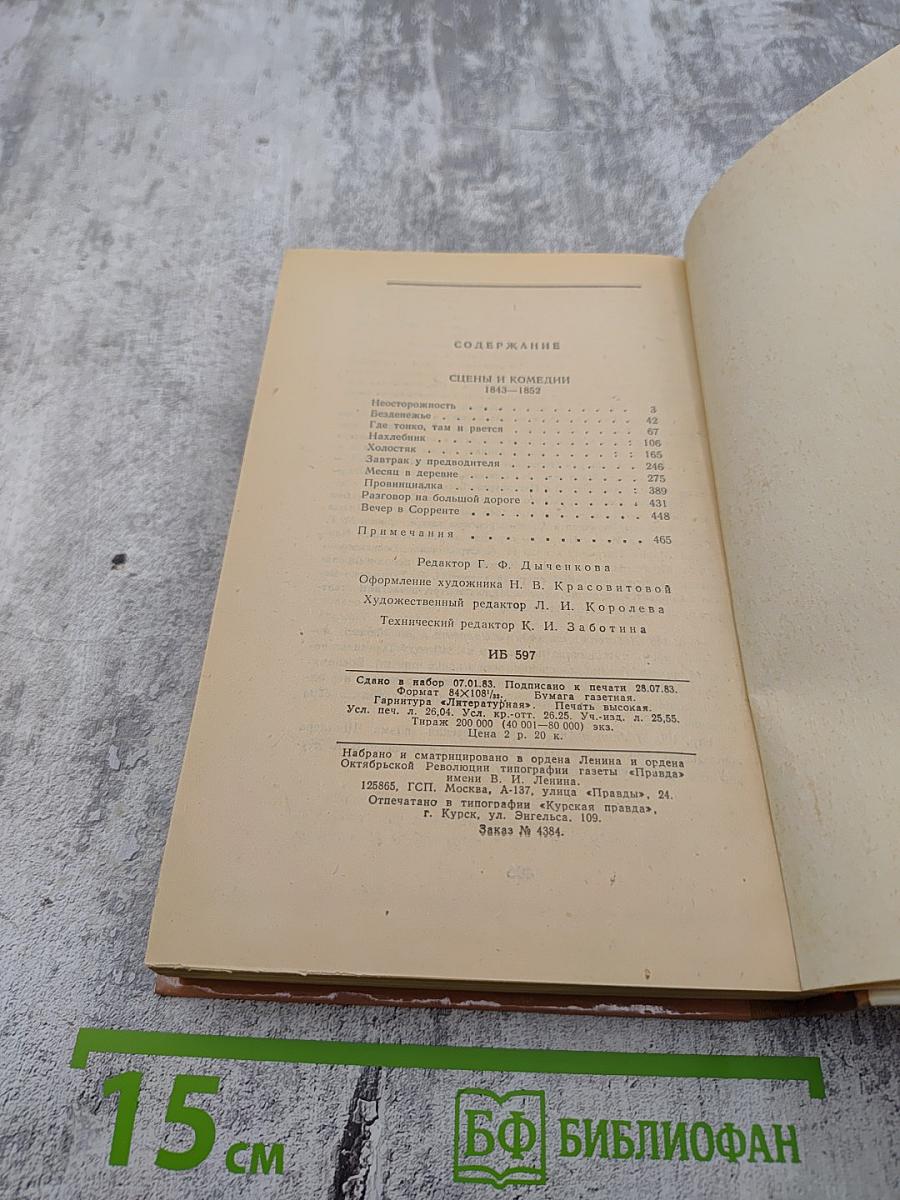 СОДЕРЖАНИЕ
СЦЕНЫ И КОМЕДИИ
1843—1852
Неосторожность . . . . . . . . . . . . 3
Безденежье . . . . . . . . . . . . . 42
Где тонко, там и рвется . . . . . . . . . 67
Нахлебник . . . . . . . . . . . . . : 106
Холостяк . . . . . . . . . . . . : : 165
Завтрак у предводителя . . . . . . . . . 246
Месяц в деревне . . . . . . . . . . . . 275
Провинциалка . . . . . . . . . . . . : 389
Разговор на большой дороге . . . . . . . . 431
Вечер в Сорренте . . . . . . . . . . . . 448
Примечания . . . . . . . . . . . 465
Редактор Г. Ф. Дыченкова
Оформление художника Н. В. Красовитовой
Художественный редактор Л. И. Королева
Технический редактор К. И. Заботина
ИБ 597
Сдано в набор 07.01.83. Подписано к печати 28.07.83.
Формат 84×108¹/₃₂. Бумага газетная.
Гарнитура «Литературная». Печать высокая.
Усл. печ. л. 26,04. Усл. кр.-отт. 26.25. Уч.-изд. л. 25,55.
Тираж 200 000 (40 001—80 000) экз.
Цена 2 р. 20 к.
Набрано и сматрицировано в ордена Ленина и ордена
Октябрьской Революции типографии газеты «Правда»
имени В. И. Ленина.
125865, ГСП. Москва, А-137, улица «Правды», 24.
Отпечатано в типографии «Курская правда»,
г. Курск, ул. Энгельса. 109.
Заказ № 4384.
15 см
БФ БИБЛИОФАН